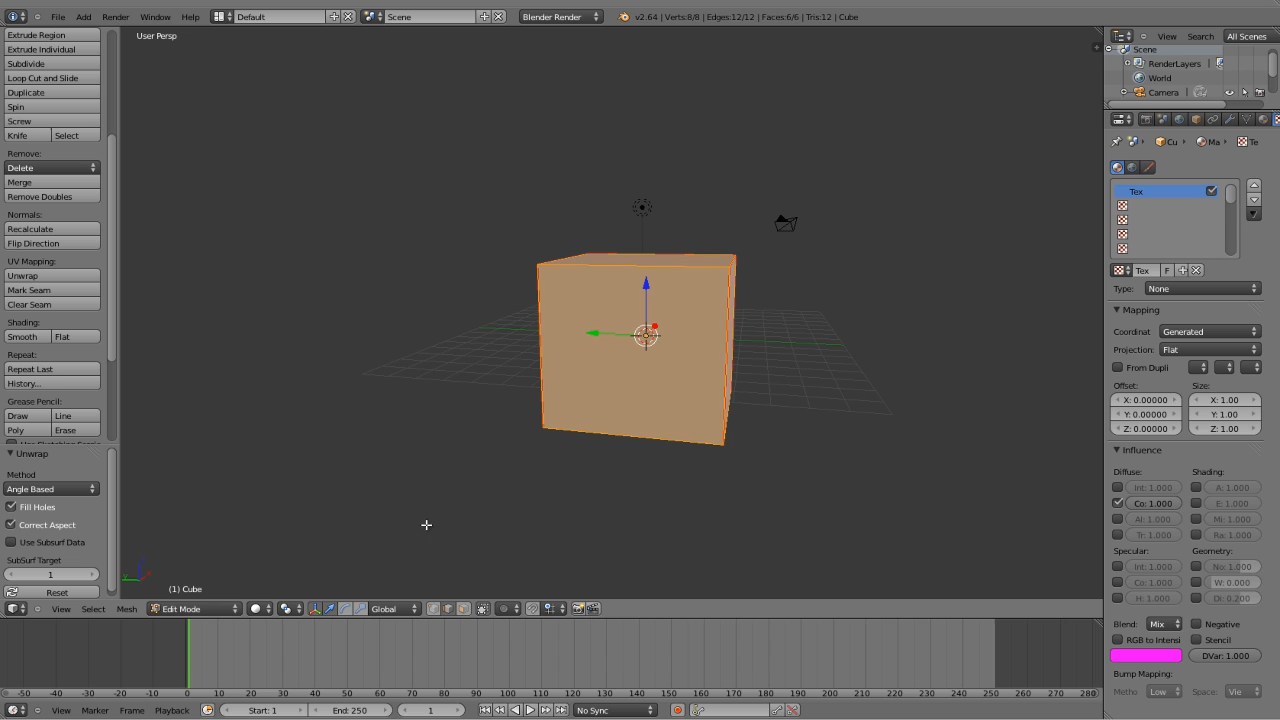 File Add Render Window Help Default Scene Blender Render v2.64 | Verts:8/8 | Edges:12/12 | Faces:6/6 | Tris:12 | Cube
Extrude Region
Extrude Individual
Subdivide
Loop Cut and Slide
Duplicate
Spin
Screw
Knife Select
Remove:
Delete
Merge
Remove Doubles
Normals:
Recalculate
Flip Direction
UV Mapping:
Unwrap
Mark Seam
Clear Seam
Shading:
Smooth Flat
Repeat:
Repeat Last
History...
Grease Pencil:
Draw Line
Poly Erase
Unwrap
Method
Angle Based
Fill Holes
Correct Aspect
Use Subsurf Data
SubSurf Target
1
Reset
User Persp
(1) Cube
View Select Mesh Edit Mode Global
-50 -40 -30 -20 -10 0 10 20 30 40 50 60 70 80 90 100 110 120 130 140 150 160 170 180 190 200 210 220 230 240 250 260 270 280
View Marker Frame Playback Start: 1 End: 250 1 No Sync
View Search All Scenes
Scene
RenderLayers |
World
Camera |
Cu Ma Te
Tex
Tex F
Type: None
Mapping
Coordinat Generated
Projection: Flat
From Dupli
Offset: Size:
X: 0.00000 X: 1.00
Y: 0.00000 Y: 1.00
Z: 0.00000 Z: 1.00
Influence
Diffuse: Shading:
Int: 1.000 A: 1.000
Co: 1.000 E: 1.000
Al: 1.000 Mi: 1.000
Tr: 1.000 Ra: 1.000
Specular: Geometry:
Int: 1.000 No: 1.000
Co: 1.000 W: 0.000
H: 1.000 Di: 0.200
Blend: Mix Negative
RGB to Intensi Stencil
DVar: 1.000
Bump Mapping:
Metho Low Space: Vie